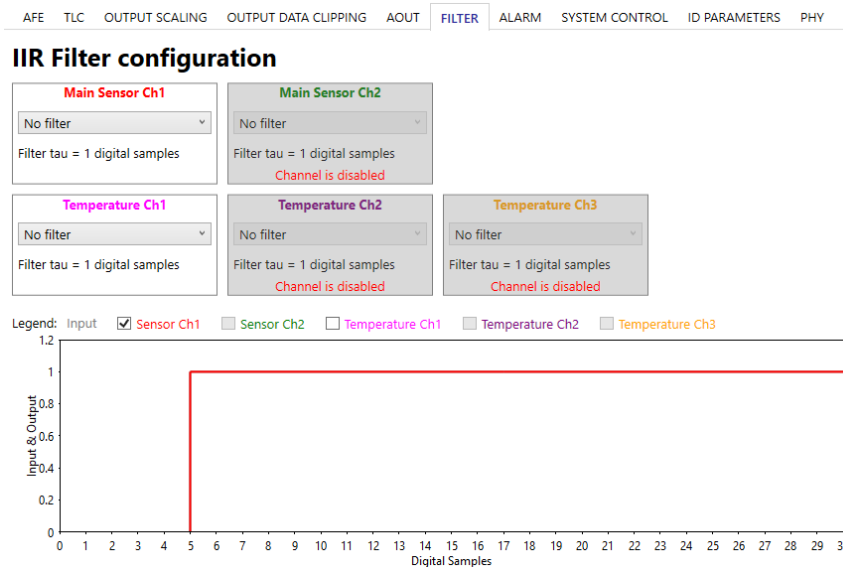 AFE TLC OUTPUT SCALING OUTPUT DATA CLIPPING AOUT FILTER ALARM SYSTEM CONTROL ID PARAMETERS PHY
IIR Filter configuration
Main Sensor Ch1
No filter
Filter tau = 1 digital samples
Main Sensor Ch2
No filter
Filter tau = 1 digital samples
Channel is disabled
Temperature Ch1
No filter
Filter tau = 1 digital samples
Temperature Ch2
No filter
Filter tau = 1 digital samples
Channel is disabled
Temperature Ch3
No filter
Filter tau = 1 digital samples
Channel is disabled
Legend: Input Sensor Ch1 Sensor Ch2 Temperature Ch1 Temperature Ch2 Temperature Ch3
Input & Output
1.2
1
0.8
0.6
0.4
0.2
0
0 1 2 3 4 5 6 7 8 9 10 11 12 13 14 15 16 17 18 19 20 21 22 23 24 25 26 27 28 29
Digital Samples